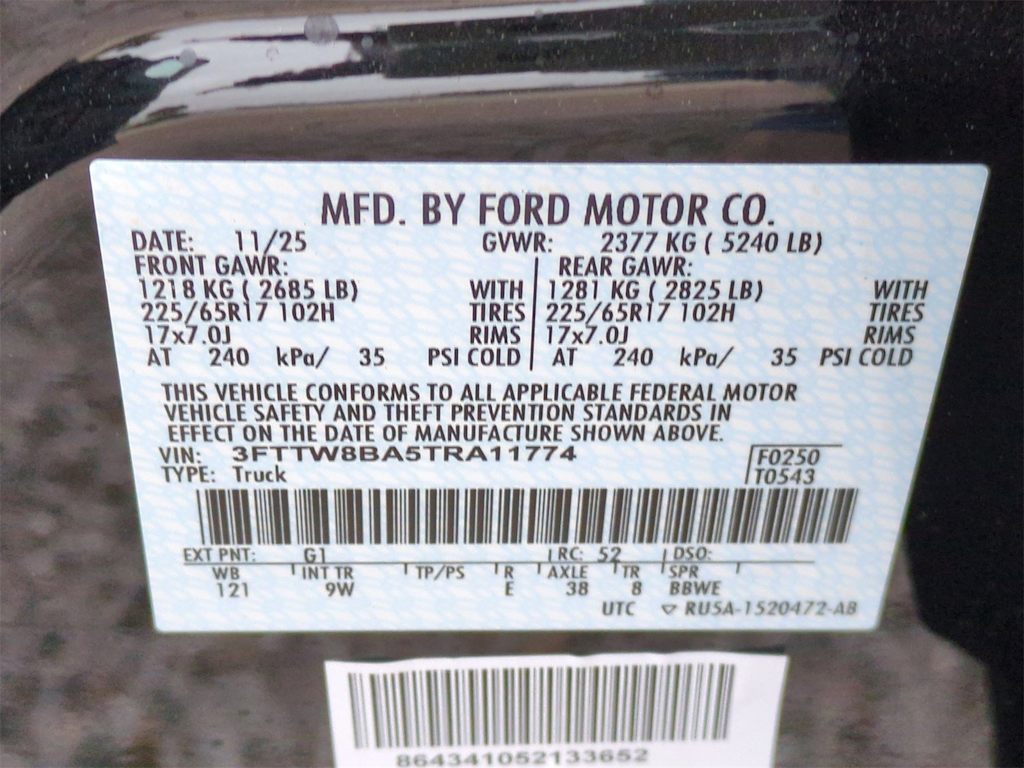 MFD. BY FORD MOTOR CO.
DATE: 11/25 GVWR: 2377 KG ( 5240 LB)
FRONT GAWR: REAR GAWR:
1218 KG ( 2685 LB) WITH 1281 KG ( 2825 LB) WITH
225/65R17 102H TIRES 225/65R17 102H TIRES
17x7.0J RIMS 17x7.0J RIMS
AT 240 kPa/ 35 PSI COLD AT 240 kPa/ 35 PSI COLD
THIS VEHICLE CONFORMS TO ALL APPLICABLE FEDERAL MOTOR
VEHICLE SAFETY AND THEFT PREVENTION STANDARDS IN
EFFECT ON THE DATE OF MANUFACTURE SHOWN ABOVE.
VIN: 3FTTW8BA5TRA11774 F0250
TYPE: Truck T0543
EXT PNT: G1 RC: 52 DSO:
WB INT TR TP/PS R AXLE TR SPR
121 9W E 38 8 BBWE
UTC ▽ RU5A-1520472-AB
864341052133652